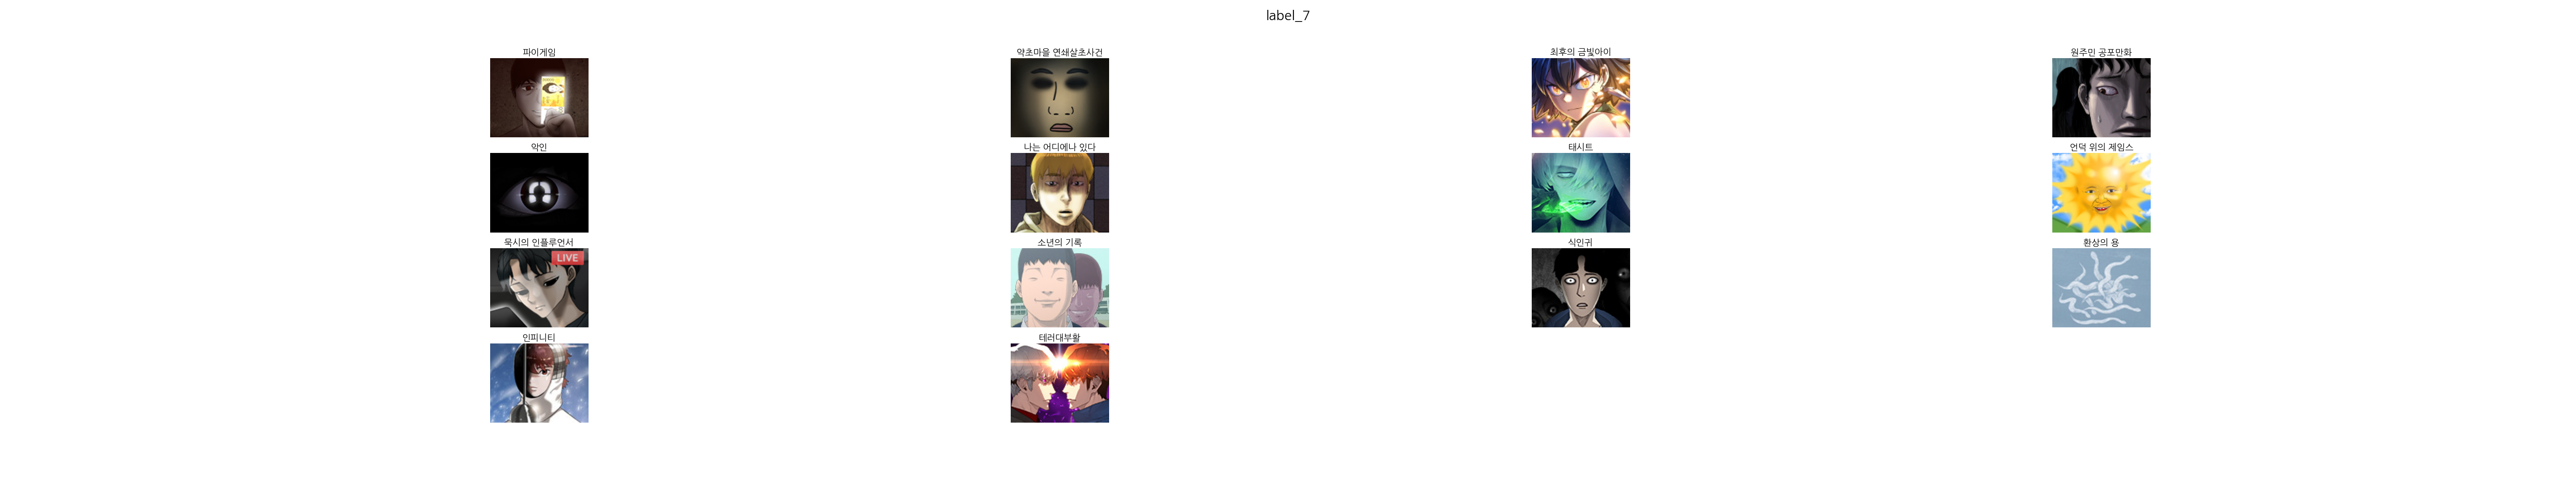 label_7
파이게임
약초마을 연쇄살초사건
최후의 금빛아이
원주민 공포만화
악인
나는 어디에나 있다
태시트
언덕 위의 제임스
묵시의 인플루언서
LIVE
소년의 기록
식인귀
환상의 용
인피니티
테러대부활